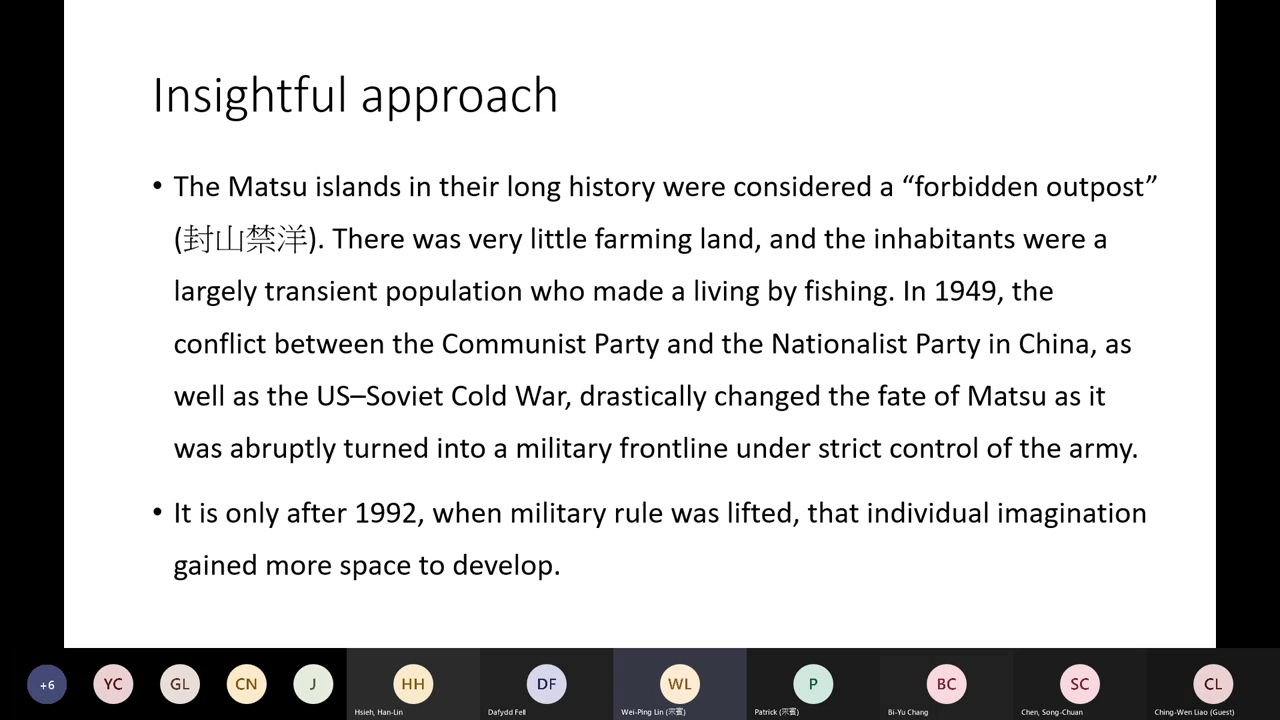 Insightful approach
• The Matsu islands in their long history were considered a “forbidden outpost”
(封山禁洋). There was very little farming land, and the inhabitants were a
largely transient population who made a living by fishing. In 1949, the
conflict between the Communist Party and the Nationalist Party in China, as
well as the US–Soviet Cold War, drastically changed the fate of Matsu as it
was abruptly turned into a military frontline under strict control of the army.
• It is only after 1992, when military rule was lifted, that individual imagination
gained more space to develop.
+6 YC GL CN J HH DF WL P BC SC CL
Hsieh, Han-Lin Dafydd Fell Wei-Ping Lin Patrick Bi-Yu Chang Chen, Song-Chuan Ching-Wen Liao (Guest)